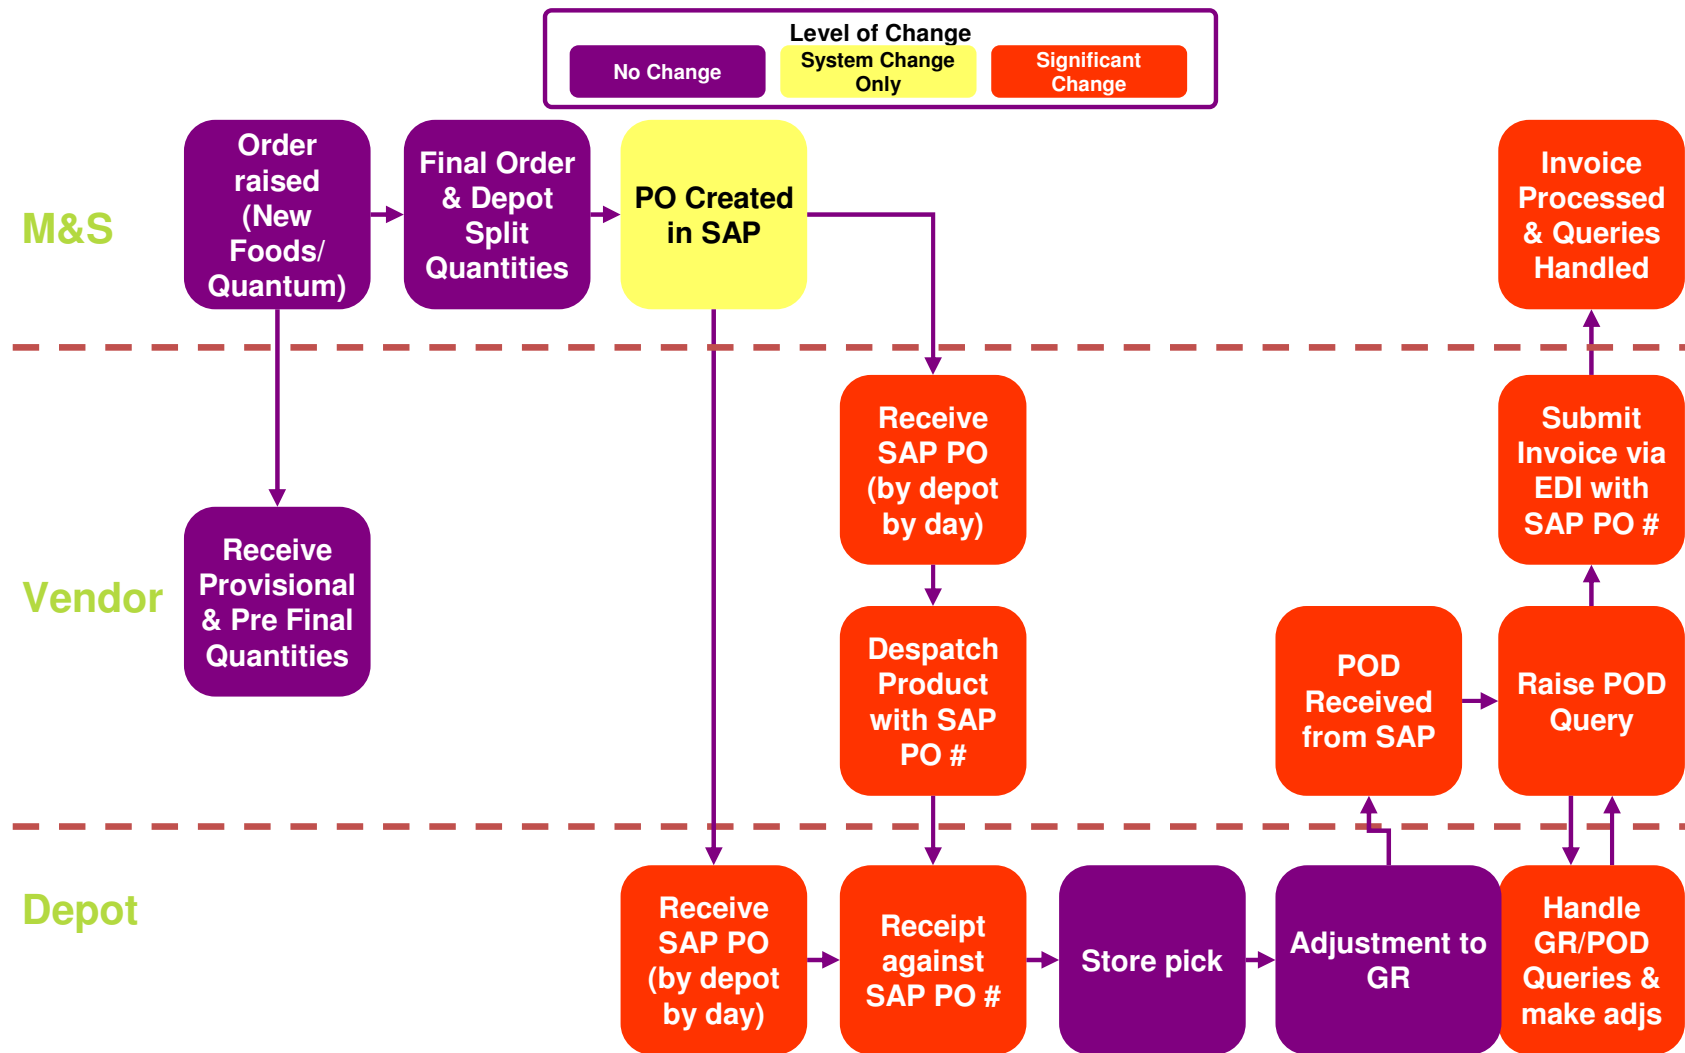 Level of Change
No Change
System Change
Only
Significant
Change
M&S
Order
raised
(New
Foods/
Quantum)
Final Order
& Depot
Split
Quantities
PO Created
in SAP
Invoice
Processed
& Queries
Handled
Vendor
Receive
Provisional
& Pre Final
Quantities
Receive
SAP PO
(by depot
by day)
Despatch
Product
with SAP
PO #
POD
Received
from SAP
Raise POD
Query
Submit
Invoice via
EDI with
SAP PO #
Depot
Receive
SAP PO
(by depot
by day)
Receipt
against
SAP PO #
Store pick
Adjustment to
GR
Handle
GR/POD
Queries &
make adjs